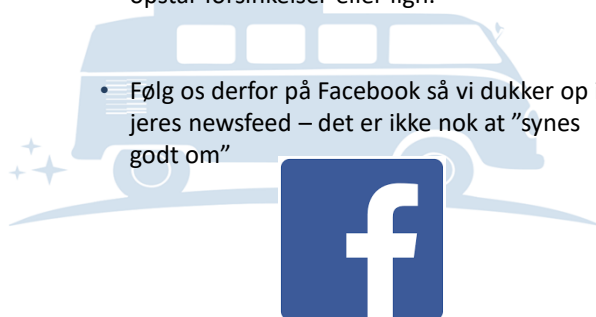 opstår forsinkelser eller lign.
Følg os derfor på Facebook så vi dukker op i
jeres newsfeed – det er ikke nok at ”synes
godt om”
f